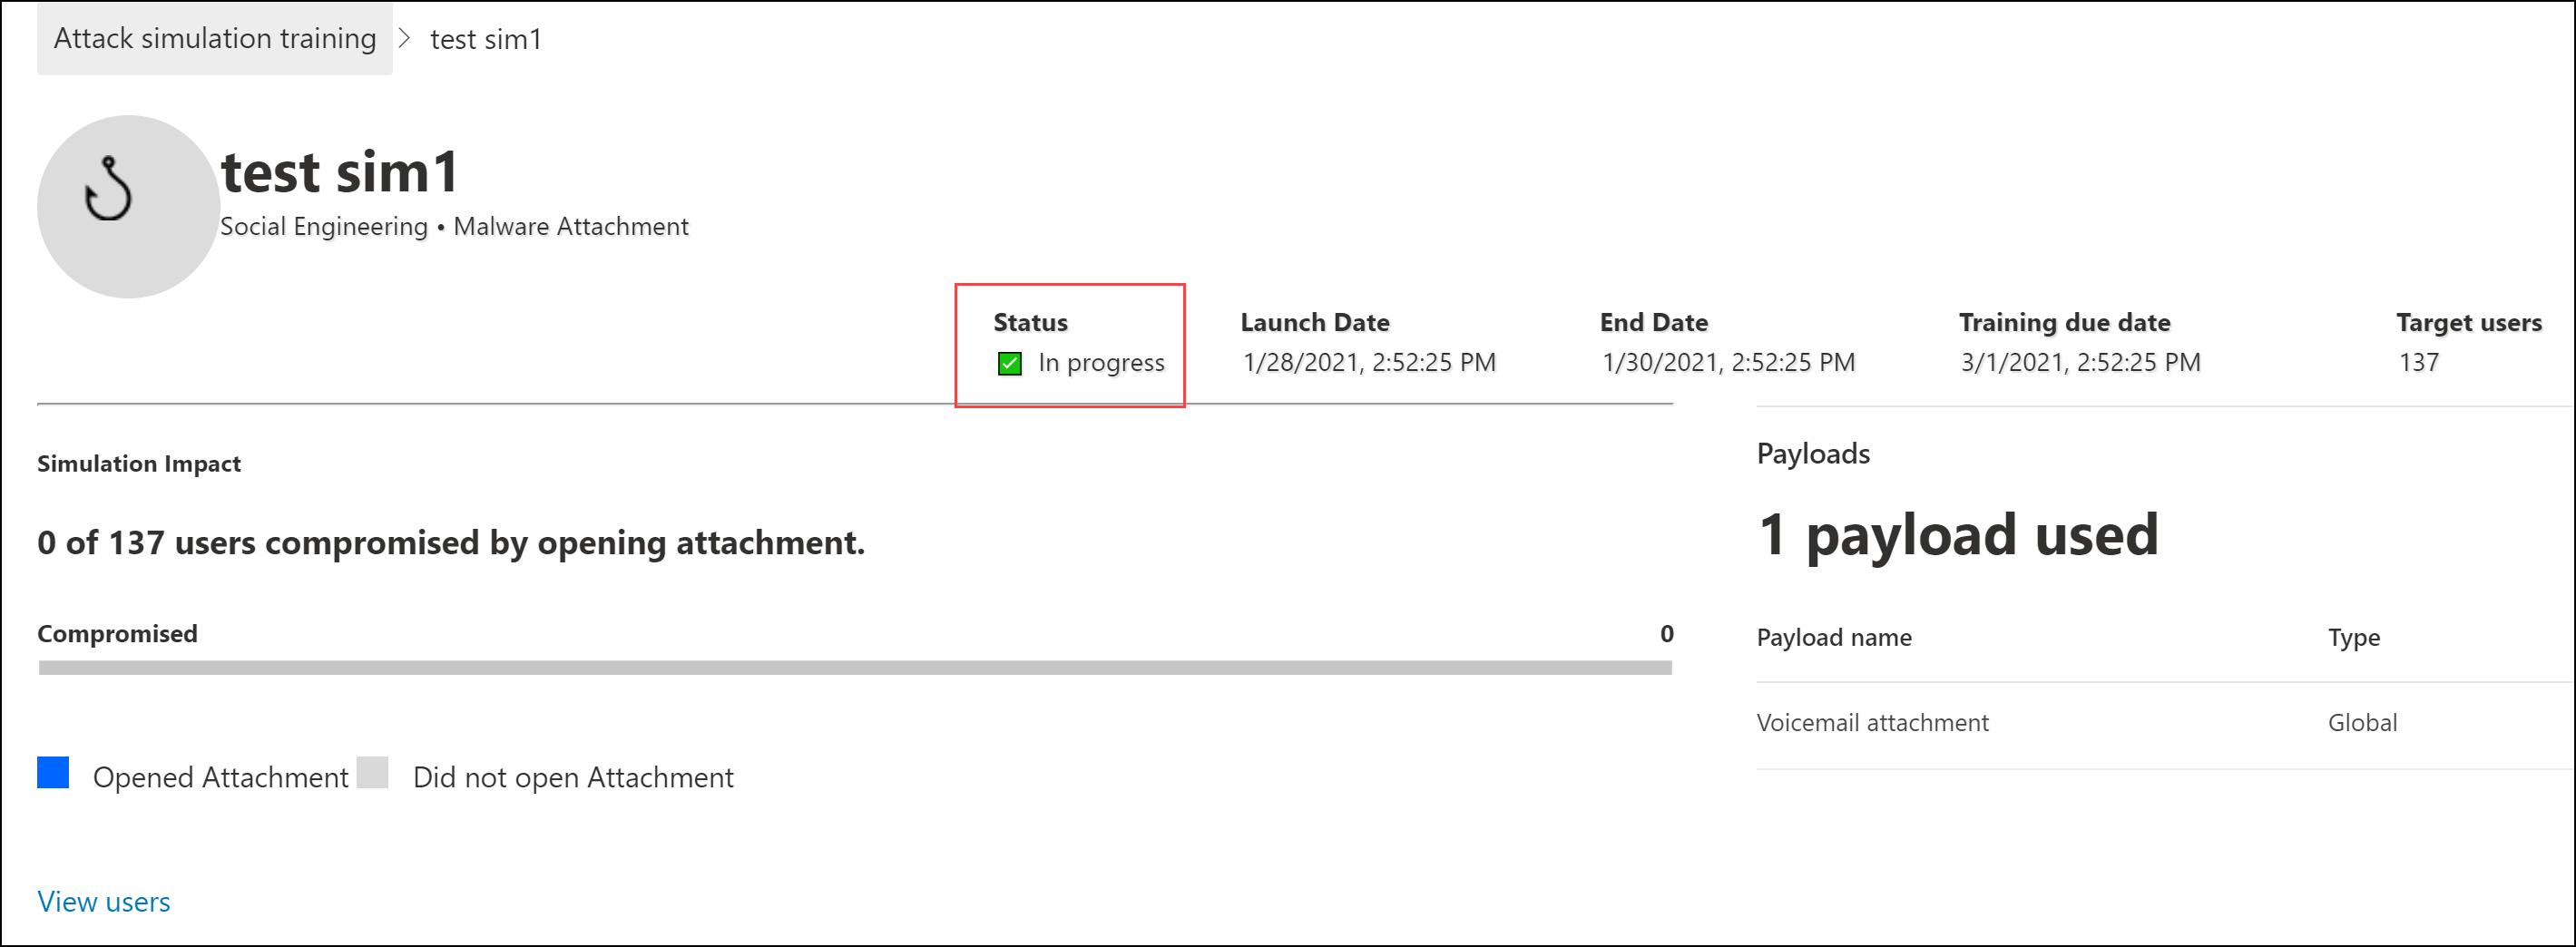 Attack simulation training > test sim1
test sim1
Social Engineering • Malware Attachment
Status
In progress
Launch Date
1/28/2021, 2:52:25 PM
End Date
1/30/2021, 2:52:25 PM
Training due date
3/1/2021, 2:52:25 PM
Target users
137
Simulation Impact
0 of 137 users compromised by opening attachment.
Compromised 0
Opened Attachment Did not open Attachment
View users
Payloads
1 payload used
Payload name Type
Voicemail attachment Global